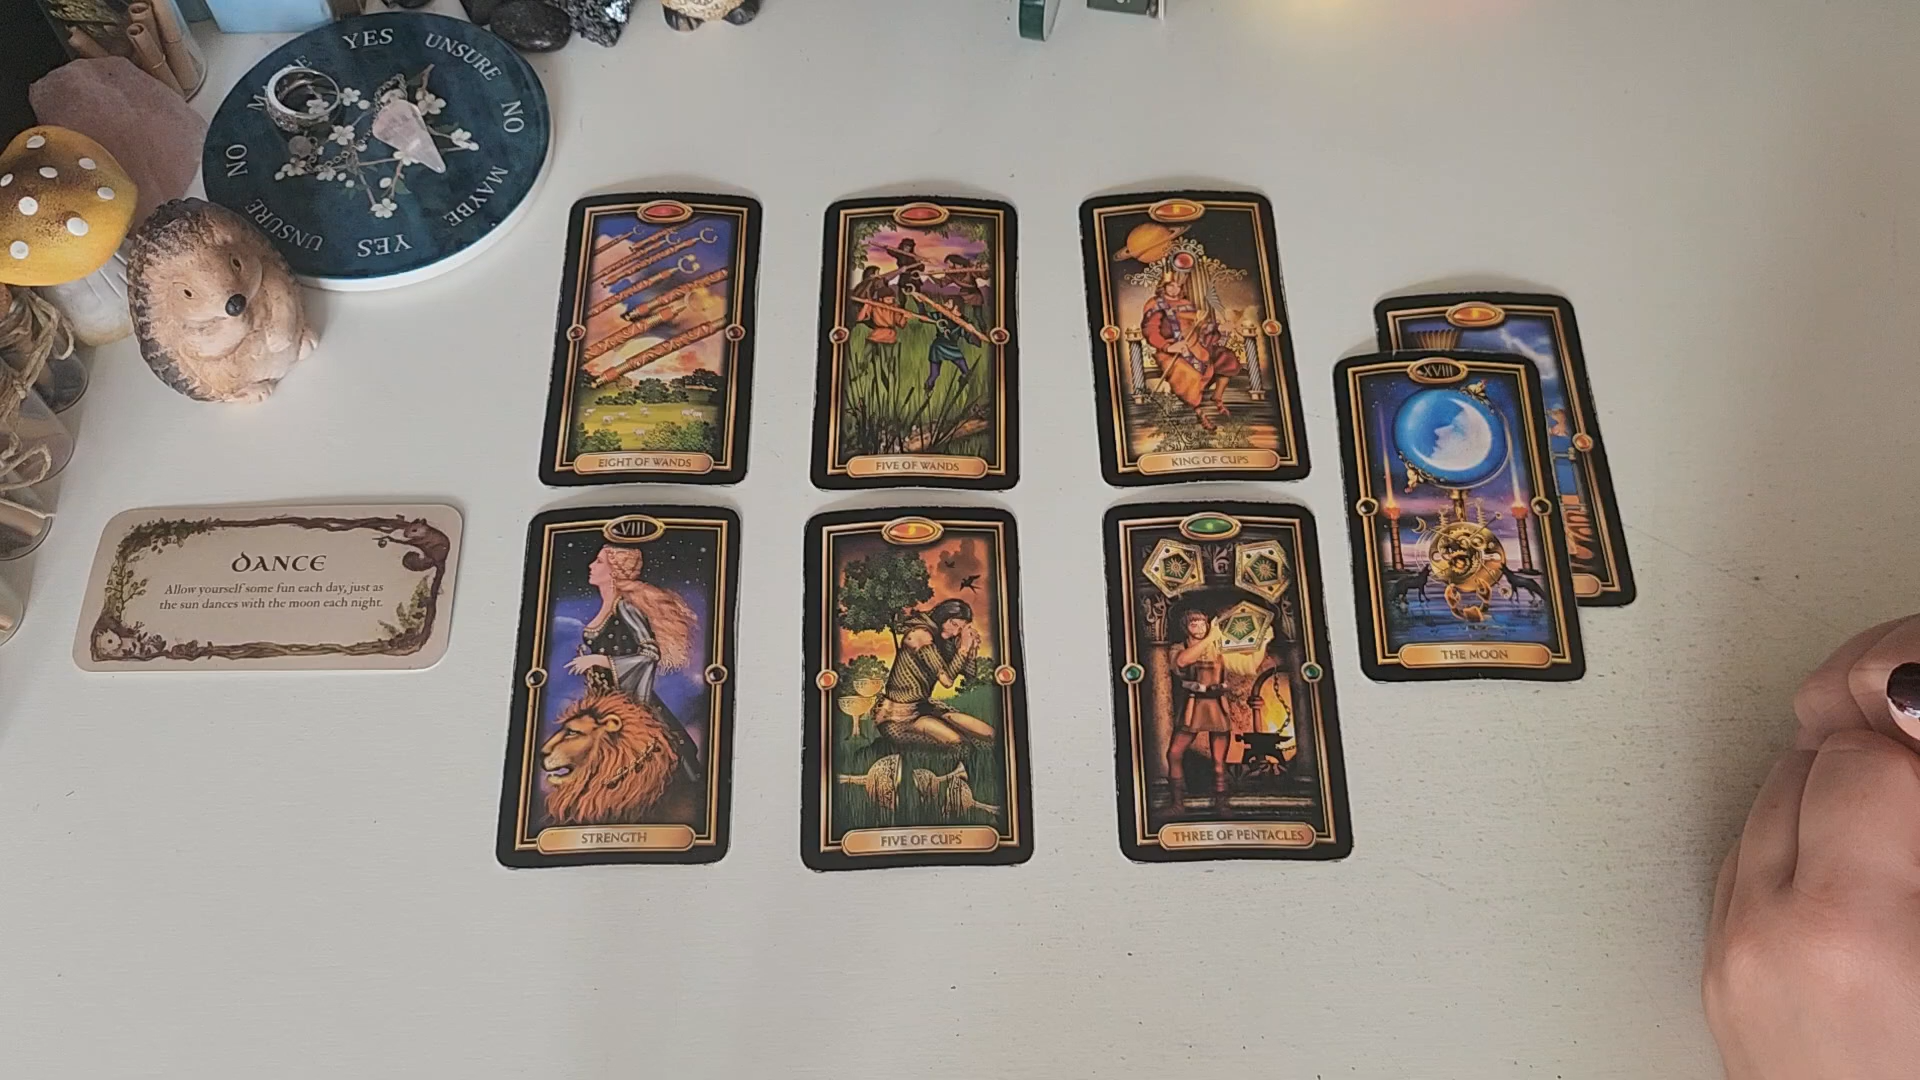 YES
UNSURE
NO
MAYBE
YES
UNSURE
NO
EIGHT OF WANDS
FIVE OF WANDS
KING OF CUPS
XVIII
THE MOON
DANCE
Allow yourself some fun each day, just as
the sun dances with the moon each night.
VIII
STRENGTH
FIVE OF CUPS
THREE OF PENTACLES